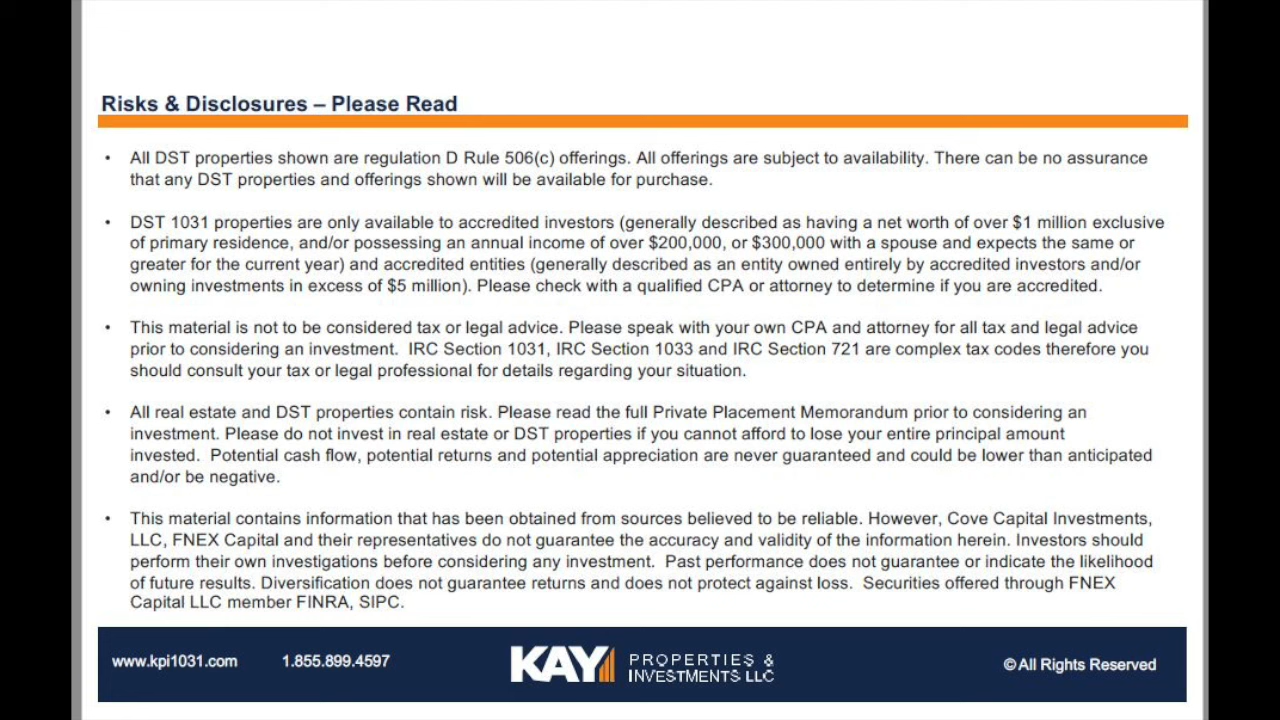 Risks & Disclosures – Please Read
• All DST properties shown are regulation D Rule 506(c) offerings. All offerings are subject to availability. There can be no assurance
that any DST properties and offerings shown will be available for purchase.
• DST 1031 properties are only available to accredited investors (generally described as having a net worth of over $1 million exclusive
of primary residence, and/or possessing an annual income of over $200,000, or $300,000 with a spouse and expects the same or
greater for the current year) and accredited entities (generally described as an entity owned entirely by accredited investors and/or
owning investments in excess of $5 million). Please check with a qualified CPA or attorney to determine if you are accredited.
• This material is not to be considered tax or legal advice. Please speak with your own CPA and attorney for all tax and legal advice
prior to considering an investment.  IRC Section 1031, IRC Section 1033 and IRC Section 721 are complex tax codes therefore you
should consult your tax or legal professional for details regarding your situation.
• All real estate and DST properties contain risk. Please read the full Private Placement Memorandum prior to considering an
investment. Please do not invest in real estate or DST properties if you cannot afford to lose your entire principal amount
invested.  Potential cash flow, potential returns and potential appreciation are never guaranteed and could be lower than anticipated
and/or be negative.
• This material contains information that has been obtained from sources believed to be reliable. However, Cove Capital Investments,
LLC, FNEX Capital and their representatives do not guarantee the accuracy and validity of the information herein. Investors should
perform their own investigations before considering any investment.  Past performance does not guarantee or indicate the likelihood
of future results. Diversification does not guarantee returns and does not protect against loss.  Securities offered through FNEX
Capital LLC member FINRA, SIPC.
www.kpi1031.com 1.855.899.4597
KAY PROPERTIES &
INVESTMENTS LLC
© All Rights Reserved